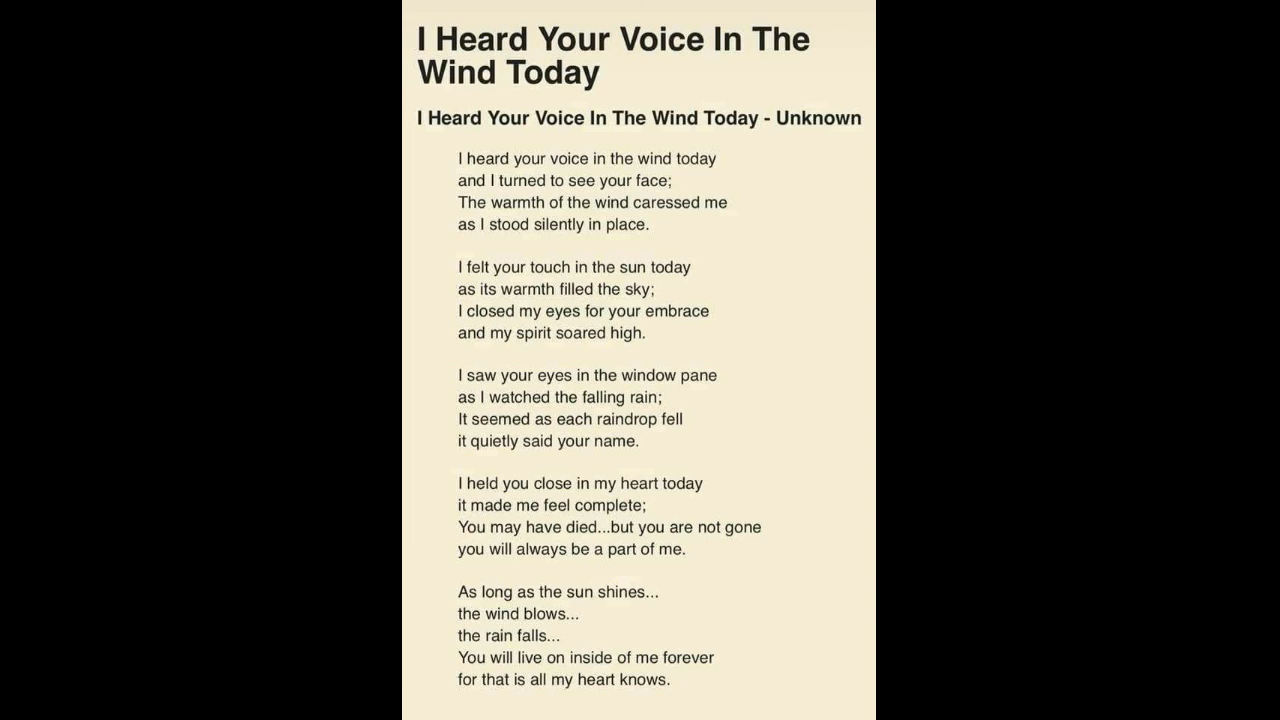 I Heard Your Voice In The
Wind Today
I Heard Your Voice In The Wind Today - Unknown
I heard your voice in the wind today
and I turned to see your face;
The warmth of the wind caressed me
as I stood silently in place.
I felt your touch in the sun today
as its warmth filled the sky;
I closed my eyes for your embrace
and my spirit soared high.
I saw your eyes in the window pane
as I watched the falling rain;
It seemed as each raindrop fell
it quietly said your name.
I held you close in my heart today
it made me feel complete;
You may have died...but you are not gone
you will always be a part of me.
As long as the sun shines...
the wind blows...
the rain falls...
You will live on inside of me forever
for that is all my heart knows.